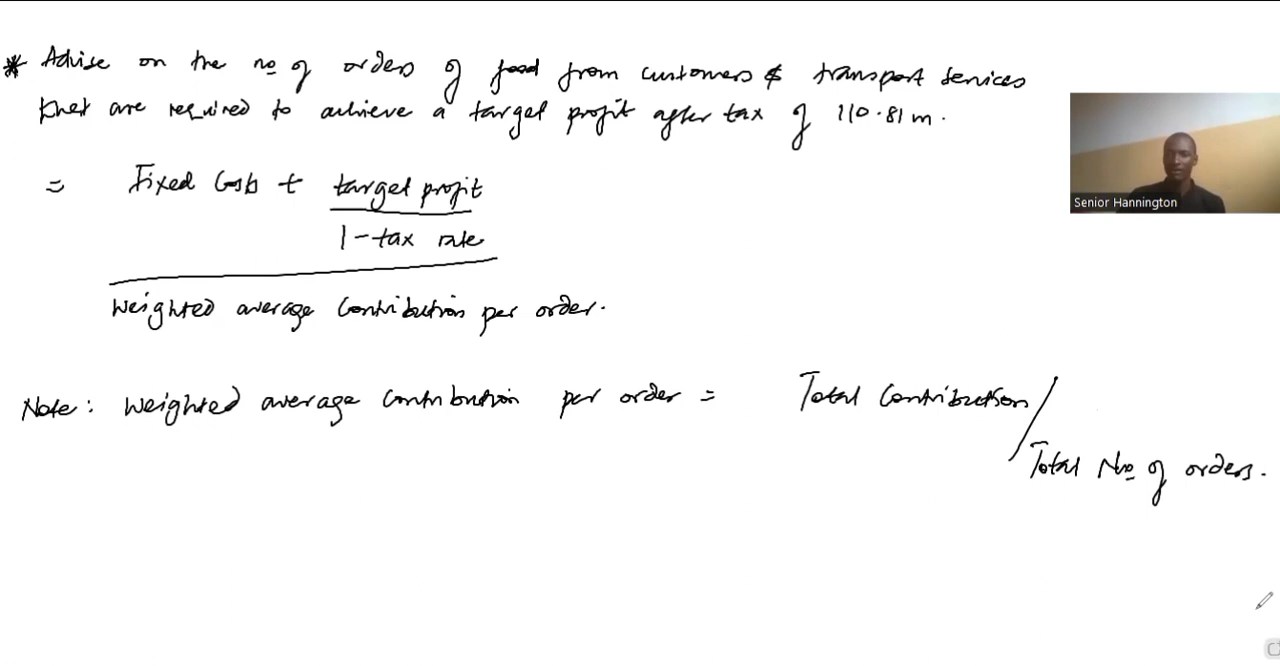 * Advise on the no of orders of food from customers & transport services
that are required to achieve a target profit after tax of 110.81m.
= Fixed Costs + target profit
1 - tax rate
Weighted average Contribution per order.
Senior Hannington
Note: Weighted average contribution per order = Total Contribution/
Total No of orders.